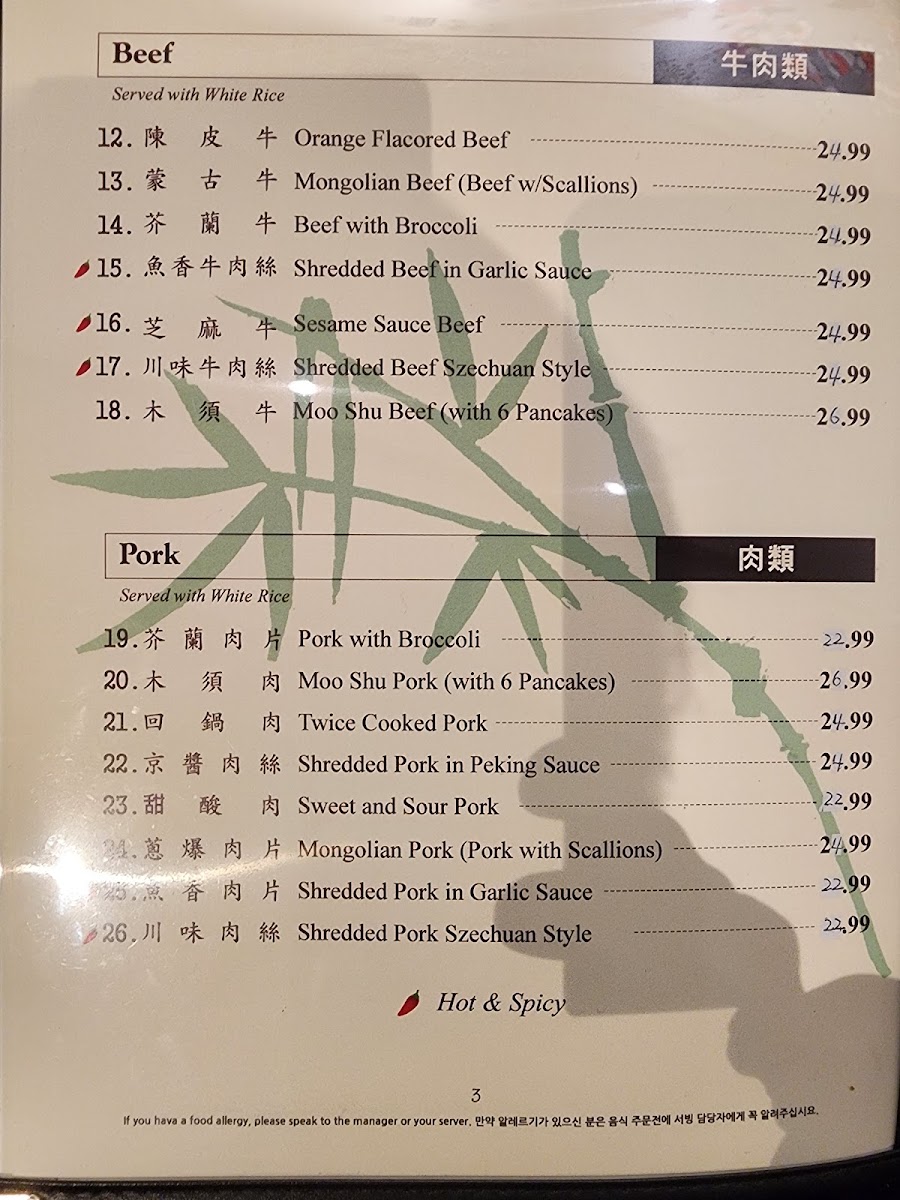 Beef 牛肉類
Served with White Rice
12. 陳皮牛 Orange Flacored Beef 24.99
13. 蒙古牛 Mongolian Beef (Beef w/Scallions) 24.99
14. 芥蘭牛 Beef with Broccoli 24.99
15. 魚香牛肉絲 Shredded Beef in Garlic Sauce 24.99
16. 芝麻牛 Sesame Sauce Beef 24.99
17. 川味牛肉絲 Shredded Beef Szechuan Style 24.99
18. 木須牛 Moo Shu Beef (with 6 Pancakes) 26.99
Pork 肉類
Served with White Rice
19. 芥蘭肉片 Pork with Broccoli 22.99
20. 木須肉 Moo Shu Pork (with 6 Pancakes) 26.99
21. 回鍋肉 Twice Cooked Pork 24.99
22. 京醬肉絲 Shredded Pork in Peking Sauce 24.99
23. 甜酸肉 Sweet and Sour Pork 22.99
24. 蔥爆肉片 Mongolian Pork (Pork with Scallions) 24.99
25. 魚香肉片 Shredded Pork in Garlic Sauce 22.99
26. 川味肉絲 Shredded Pork Szechuan Style 22.99
Hot & Spicy
3
If you hava a food allergy, please speak to the manager or your server. 만약 알레르기가 있으신 분은 음식 주문전에 서빙 담당자에게 꼭 알려주십시요.